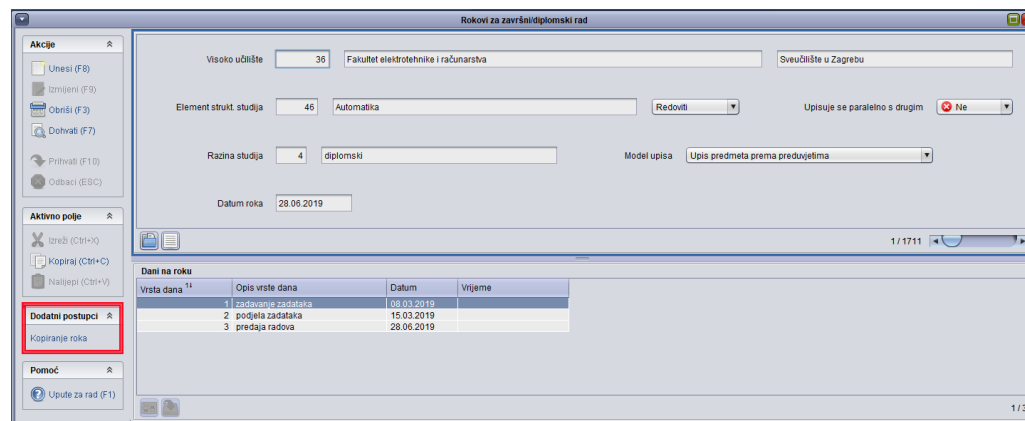 Rokovi za završni/diplomski rad
Akcije
Unesi (F8)
Izmijeni (F9)
Obriši (F3)
Dohvati (F7)
Prihvati (F10)
Odbaci (ESC)
Aktivno polje
Izreži (Ctrl+X)
Kopiraj (Ctrl+C)
Nalijepi (Ctrl+V)
Dodatni postupci
Kopiranje roka
Pomoć
Upute za rad (F1)
Visoko učilište 36 Fakultet elektrotehnike i računarstva Sveučilište u Zagrebu
Element strukt. studija 46 Automatika Redoviti Upisuje se paralelno s drugim Ne
Razina studija 4 diplomski Model upisa Upis predmeta prema preduvjetima
Datum roka 28.06.2019
1 / 1711
Dani na roku
Vrsta dana Opis vrste dana Datum Vrijeme
1 zadavanje zadataka 08.03.2019
2 podjela zadataka 15.03.2019
3 predaja radova 28.06.2019
1 / 3